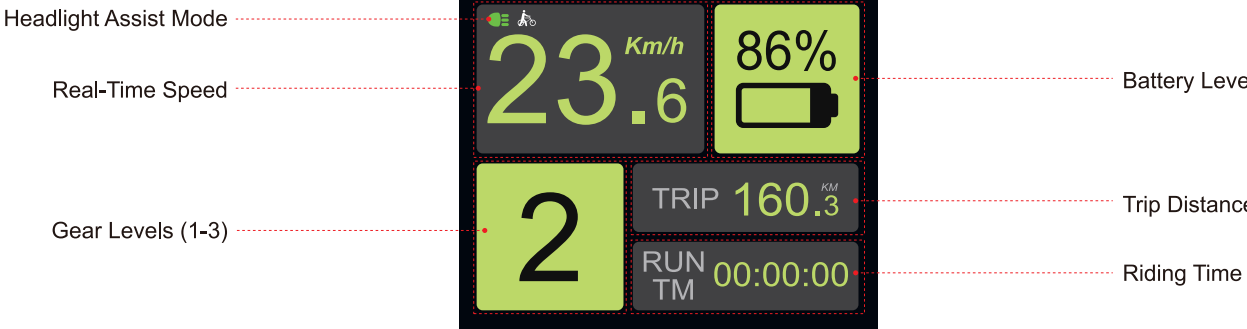 Headlight Assist Mode
Real-Time Speed
Gear Levels (1-3)
Km/h
23.6
86%
2
TRIP 160.3 KM
RUN TM 00:00:00
Battery Leve
Trip Distance
Riding Time